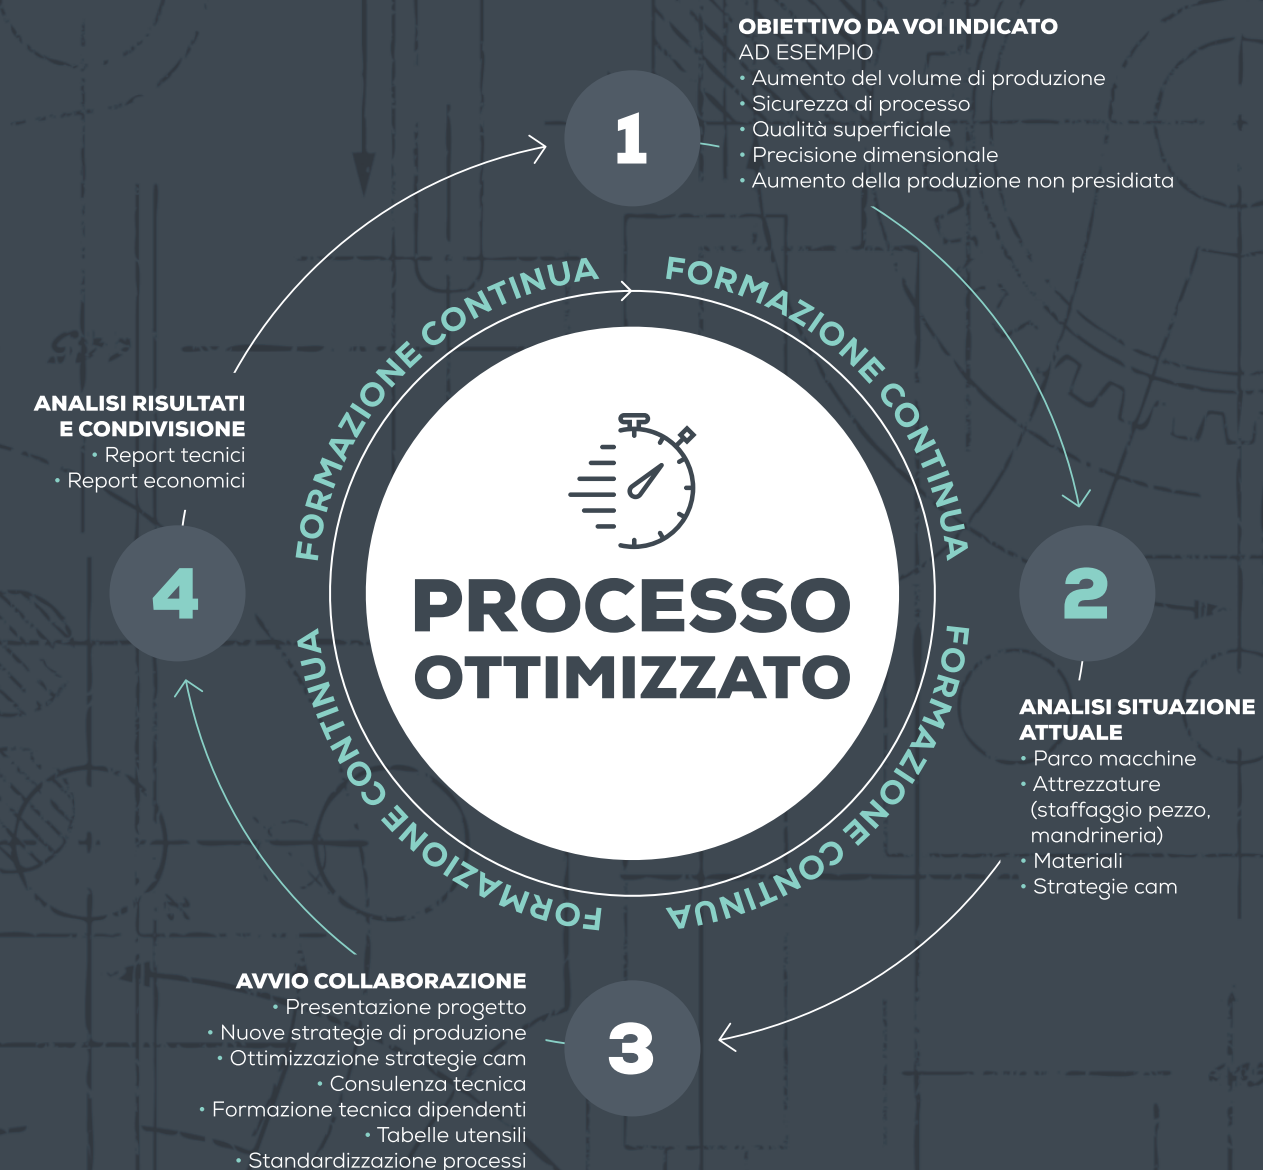 1
OBIETTIVO DA VOI INDICATO
AD ESEMPIO
• Aumento del volume di produzione
• Sicurezza di processo
• Qualità superficiale
• Precisione dimensionale
• Aumento della produzione non presidiata
FORMAZIONE CONTINUA
FORMAZIONE CONTINUA
FORMAZIONE CONTINUA
FORMAZIONE CONTINUA
PROCESSO
OTTIMIZZATO
2
ANALISI SITUAZIONE
ATTUALE
• Parco macchine
• Attrezzature
(staffaggio pezzo,
mandrineria)
• Materiali
• Strategie cam
3
AVVIO COLLABORAZIONE
• Presentazione progetto
• Nuove strategie di produzione
• Ottimizzazione strategie cam
• Consulenza tecnica
• Formazione tecnica dipendenti
• Tabelle utensili
• Standardizzazione processi
4
ANALISI RISULTATI
E CONDIVISIONE
• Report tecnici
• Report economici